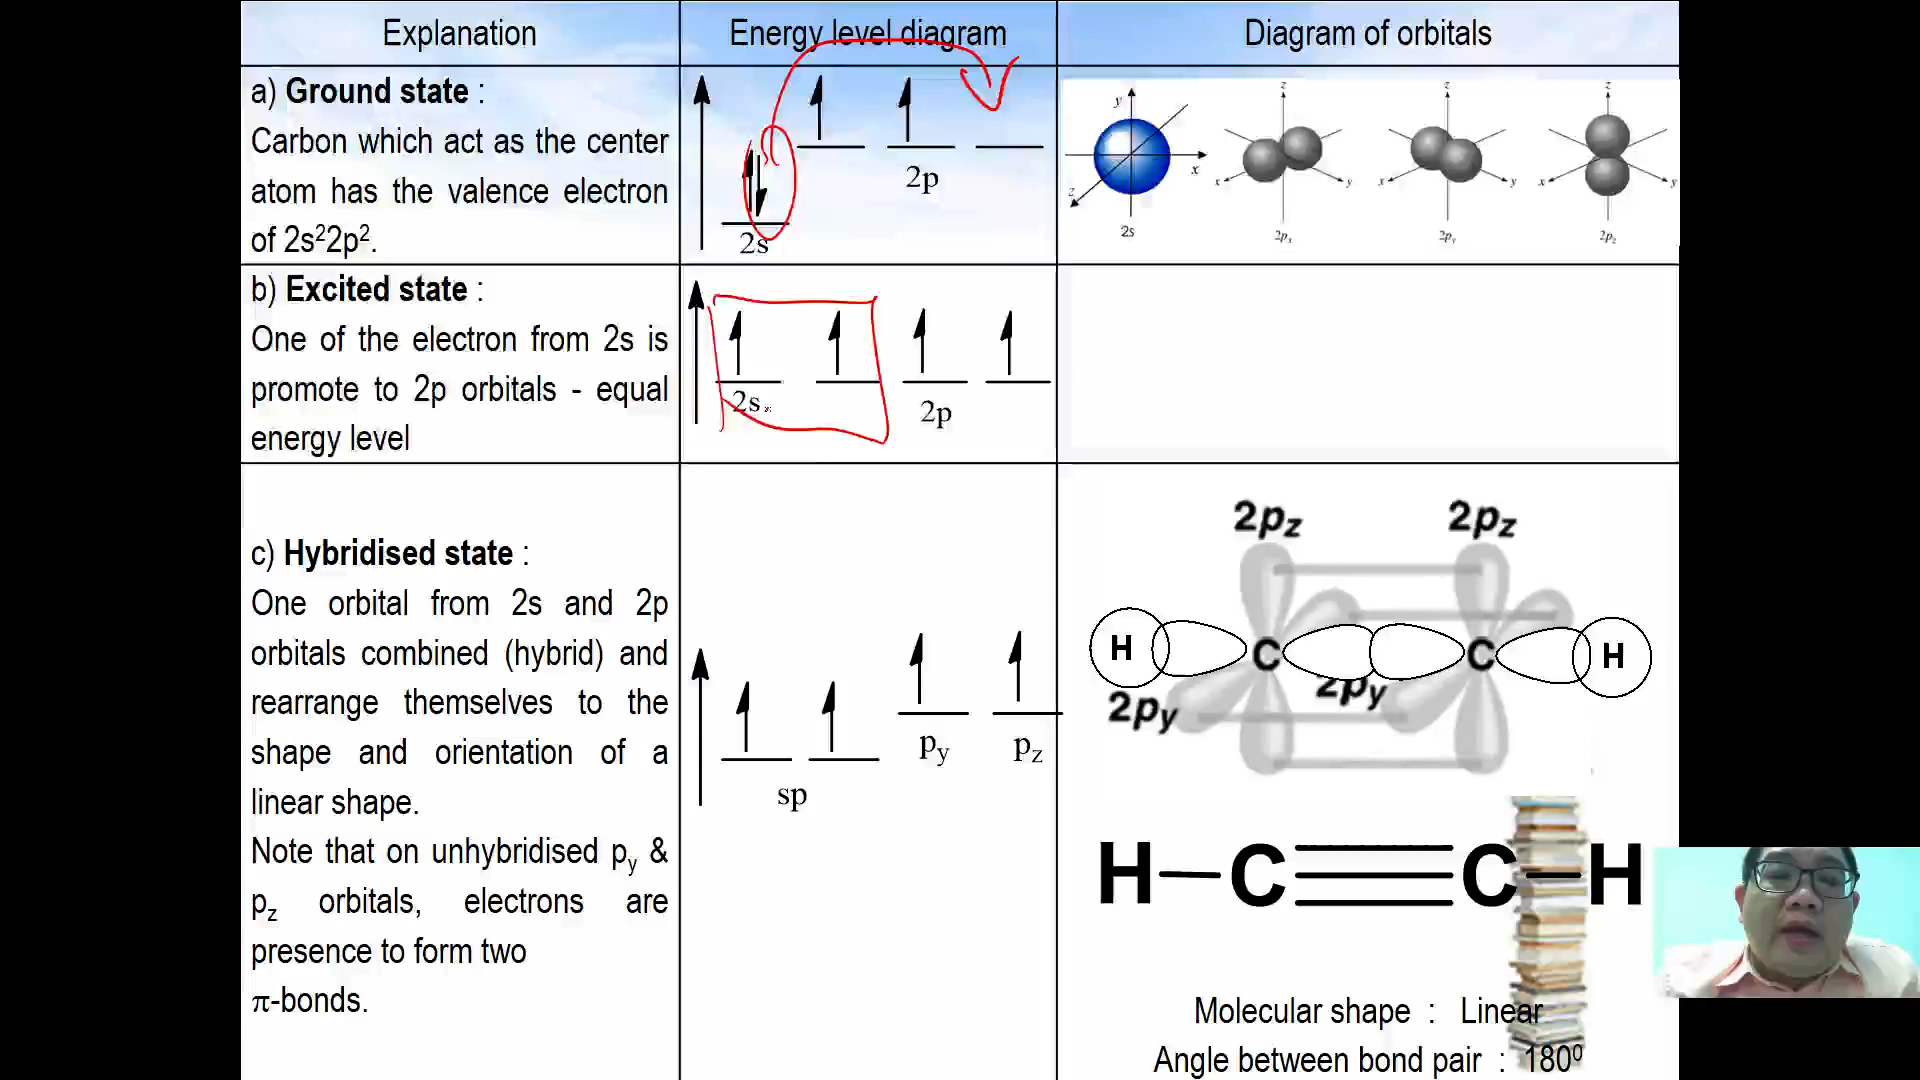 Explanation
Energy level diagram
Diagram of orbitals
a) Ground state :
Carbon which act as the center
atom has the valence electron
of 2s²2p².
2s
2p
y
x
z
2s
z
x
y
2pₓ
z
x
y
2pᵧ
z
x
y
2p_z
b) Excited state :
One of the electron from 2s is
promote to 2p orbitals - equal
energy level
2s
2p
c) Hybridised state :
One orbital from 2s and 2p
orbitals combined (hybrid) and
rearrange themselves to the
shape and orientation of a
linear shape.
Note that on unhybridised pᵧ &
p_z orbitals, electrons are
presence to form two
π-bonds.
sp
pᵧ
p_z
2p_z
2p_z
H
C
C
H
2pᵧ
2pᵧ
H—C≡C—H
Molecular shape : Linear
Angle between bond pair : 180⁰